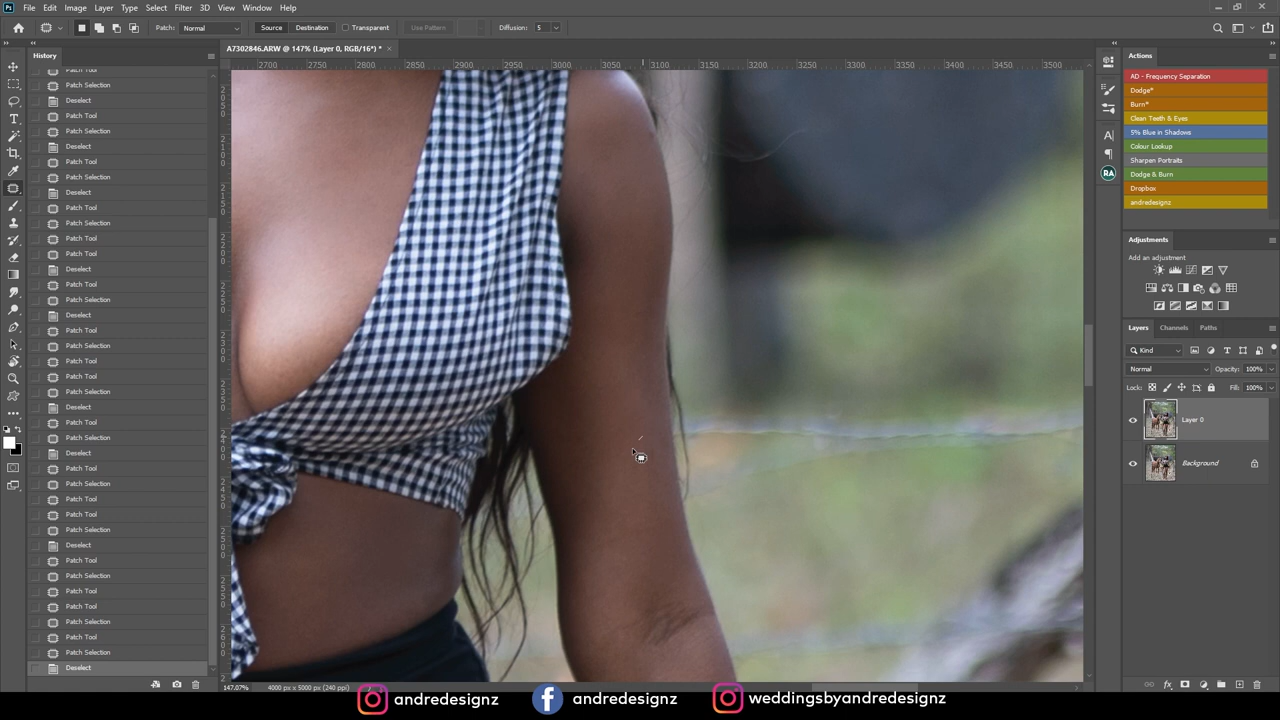 Ps File Edit Image Layer Type Select Filter 3D View Window Help
Patch: Normal Source Destination Transparent Use Pattern Diffusion: 5
A7302846.ARW @ 147% (Layer 0, RGB/16*) *
History
Patch Tool
Patch Selection
Deselect
Patch Tool
Patch Selection
Deselect
Patch Tool
Patch Selection
Deselect
Patch Tool
Patch Selection
Patch Tool
Patch Tool
Deselect
Patch Tool
Patch Selection
Deselect
Patch Tool
Patch Selection
Patch Tool
Patch Tool
Patch Selection
Deselect
Patch Tool
Patch Selection
Deselect
Patch Tool
Patch Selection
Patch Tool
Patch Tool
Patch Selection
Deselect
Patch Tool
Patch Selection
Patch Tool
Patch Tool
Patch Selection
Patch Tool
Patch Selection
Deselect
2700 2750 2800 2850 2900 2950 3000 3050 3100 3150 3200 3250 3300 3350 3400 3450 3500
147.07% 4000 px x 5000 px (240 ppi)
Actions
AD - Frequency Separation
Dodge*
Burn*
Clean Teeth & Eyes
5% Blue in Shadows
Colour Lookup
Sharpen Portraits
Dodge & Burn
Dropbox
andredesignz
Adjustments
Add an adjustment
Layers Channels Paths
Kind
Normal Opacity: 100%
Lock: Fill: 100%
Layer 0
Background
RA
andredesignz andredesignz weddingsbyandredesignz